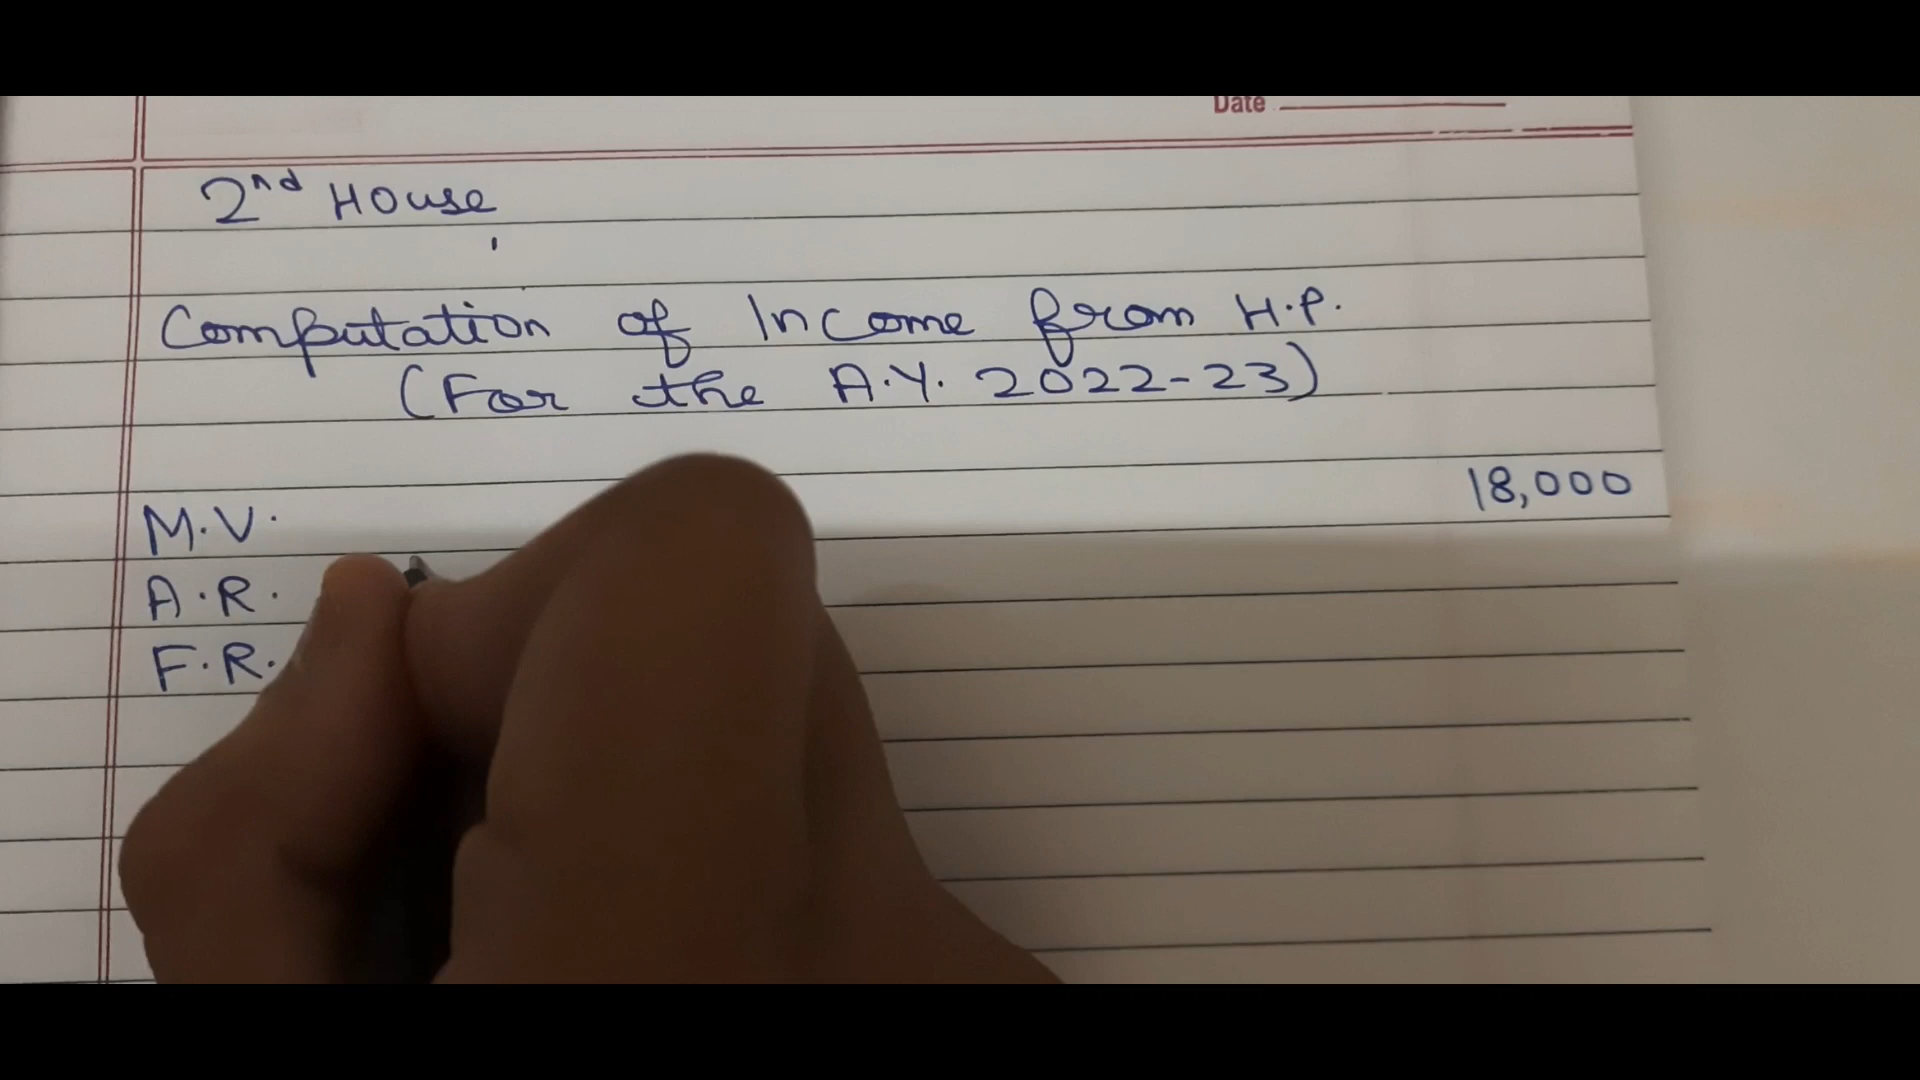 Date
2nd House
Computation of Income from H.P.
(For the A.Y. 2022-23)
M.V. 18,000
A.R.
F.R.